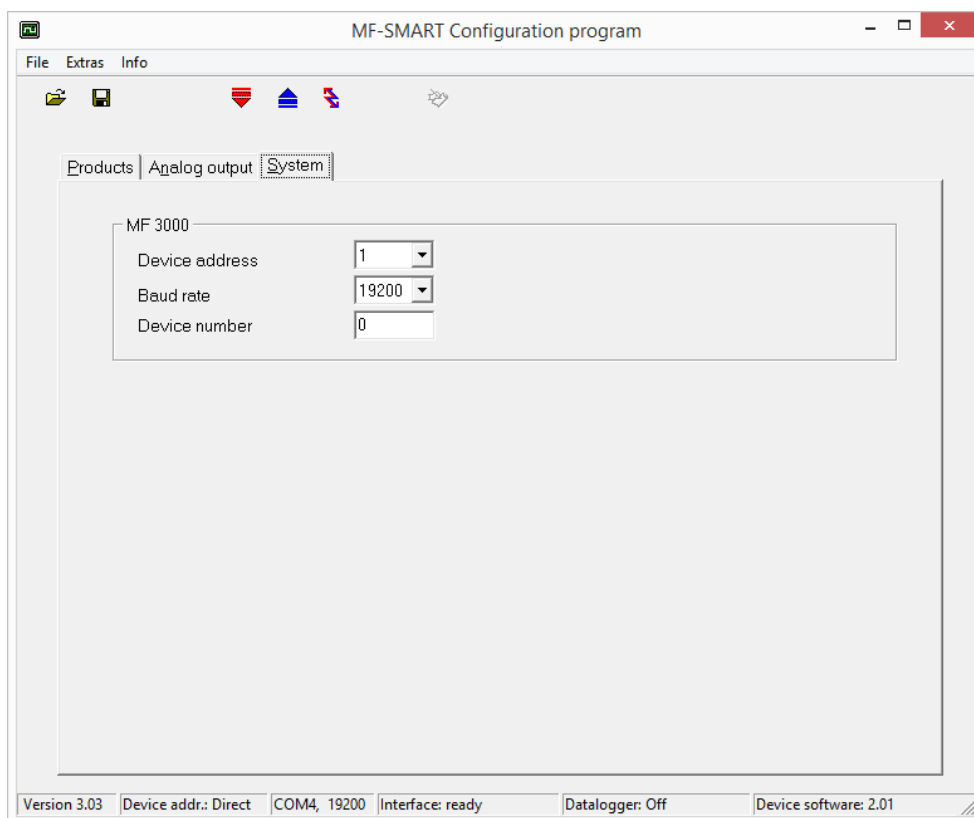 MF-SMART Configuration program
File Extras Info
Products Analog output System
MF 3000
Device address 1
Baud rate 19200
Device number 0
Version 3.03 Device addr.: Direct COM4, 19200 Interface: ready Datalogger: Off Device software: 2.01